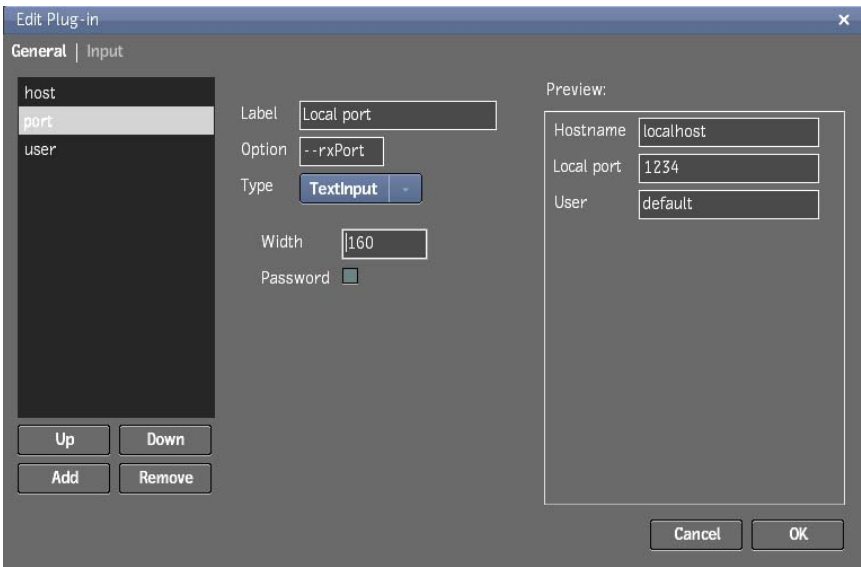 Edit Plug-in
General | Input
host
port
user
Up Down
Add Remove
Label Local port
Option --rxPort
Type TextInput
Width 160
Password
Preview:
Hostname localhost
Local port 1234
User default
Cancel OK